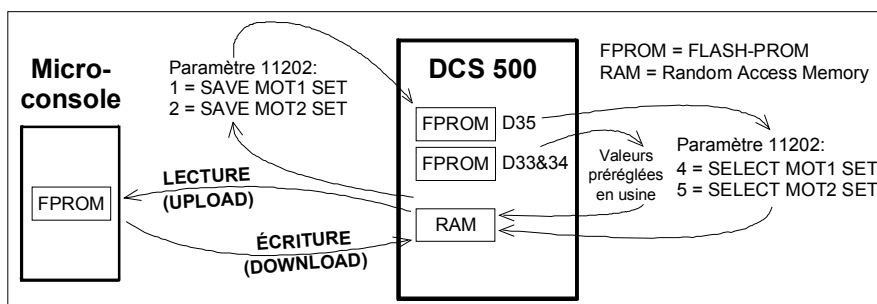 Micro-
console
FPROM
Paramètre 11202:
1 = SAVE MOT1 SET
2 = SAVE MOT2 SET
LECTURE
(UPLOAD)
ÉCRITURE
(DOWNLOAD)
DCS 500
FPROM D35
FPROM D33&34
RAM
Valeurs
préréglées
en usine
FPROM = FLASH-PROM
RAM = Random Access Memory
Paramètre 11202:
4 = SELECT MOT1 SET
5 = SELECT MOT2 SET